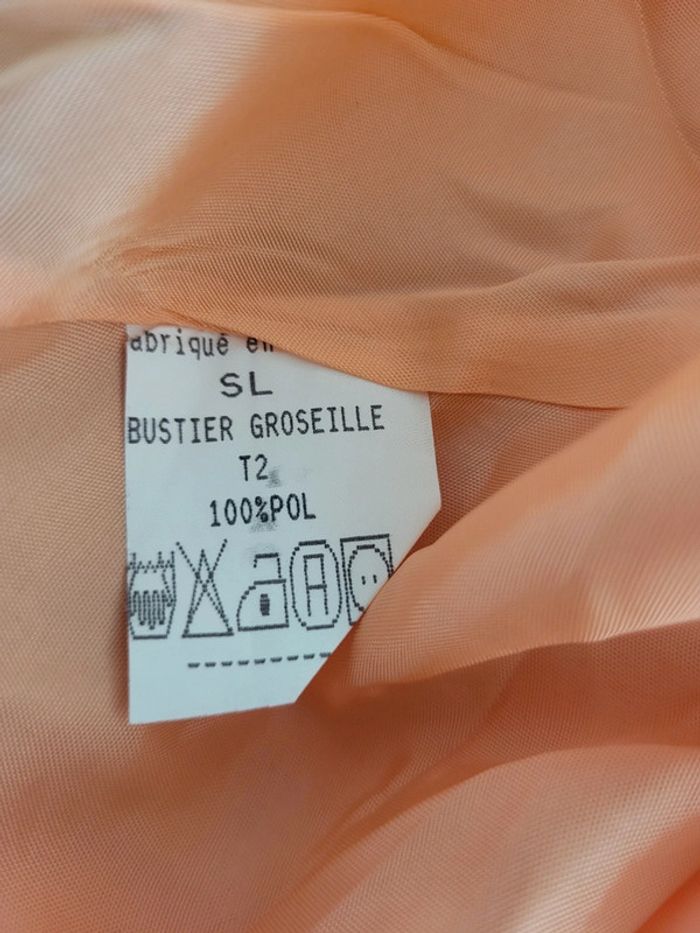 abriqué en
SL
BUSTIER GROSEILLE
T2
100%POL
A